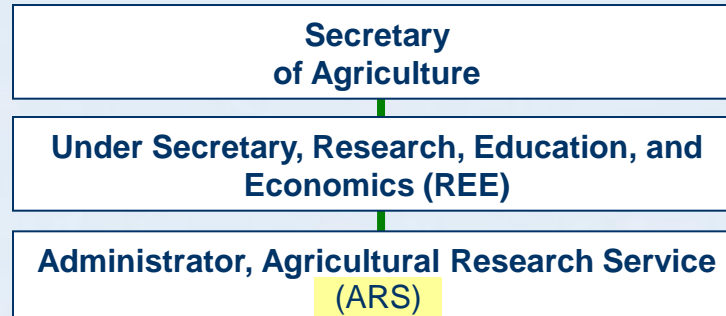 Secretary
of Agriculture
Under Secretary, Research, Education, and
Economics (REE)
Administrator, Agricultural Research Service
(ARS)